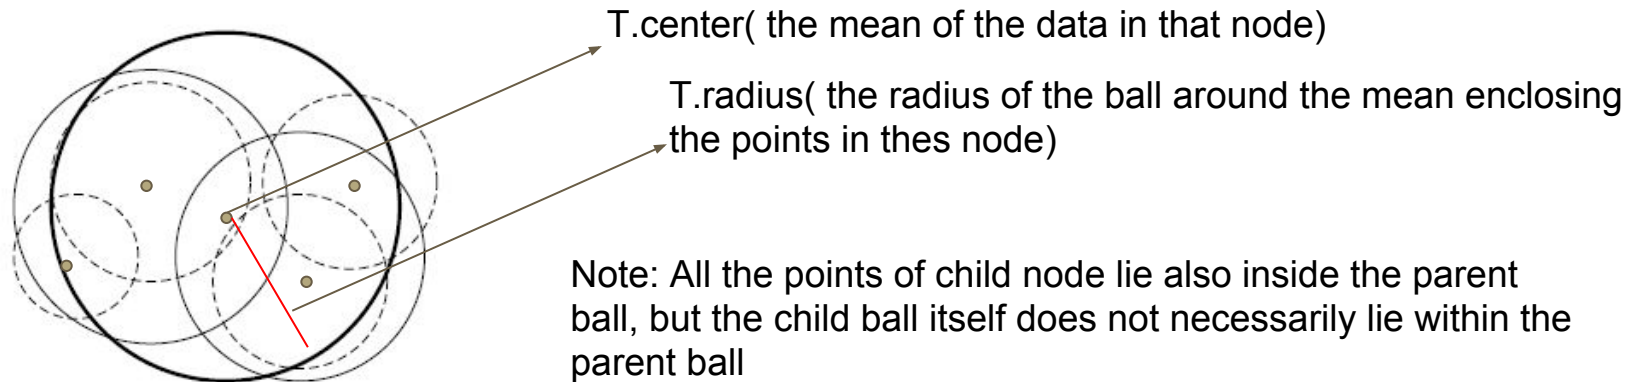 T.center( the mean of the data in that node)
T.radius( the radius of the ball around the mean enclosing
the points in thes node)
Note: All the points of child node lie also inside the parent
ball, but the child ball itself does not necessarily lie within the
parent ball